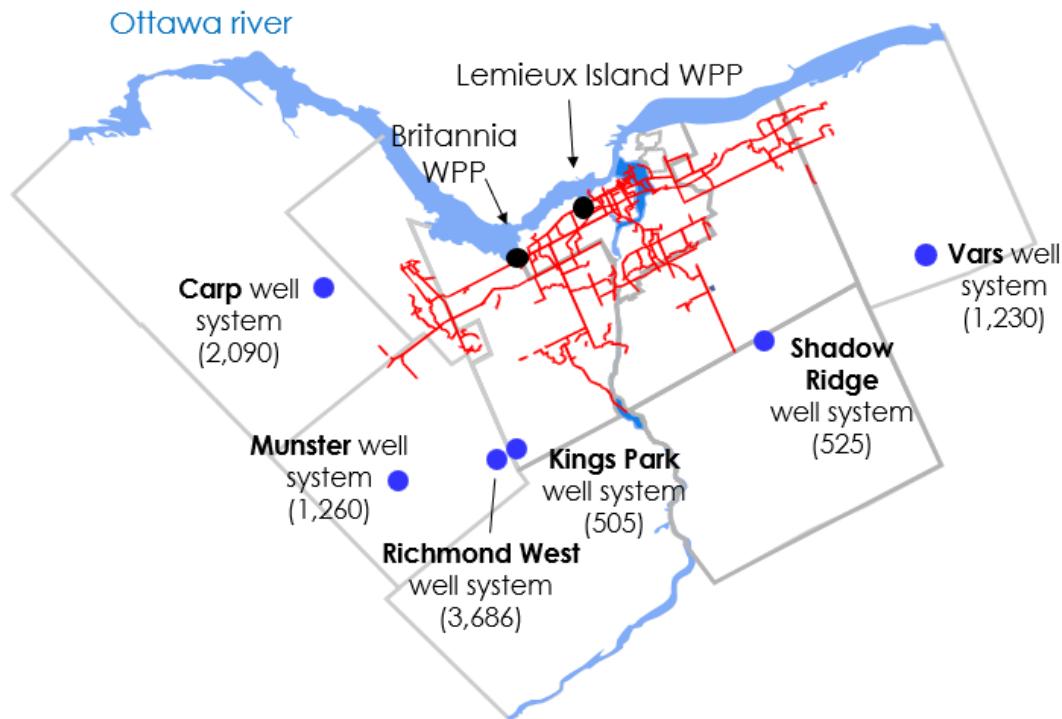 Ottawa river
Lemieux Island WPP
Britannia
WPP
Carp well
system
(2,090)
Vars well
system
(1,230)
Shadow
Ridge
well system
(525)
Munster well
system
(1,260)
Kings Park
well system
(505)
Richmond West
well system
(3,686)